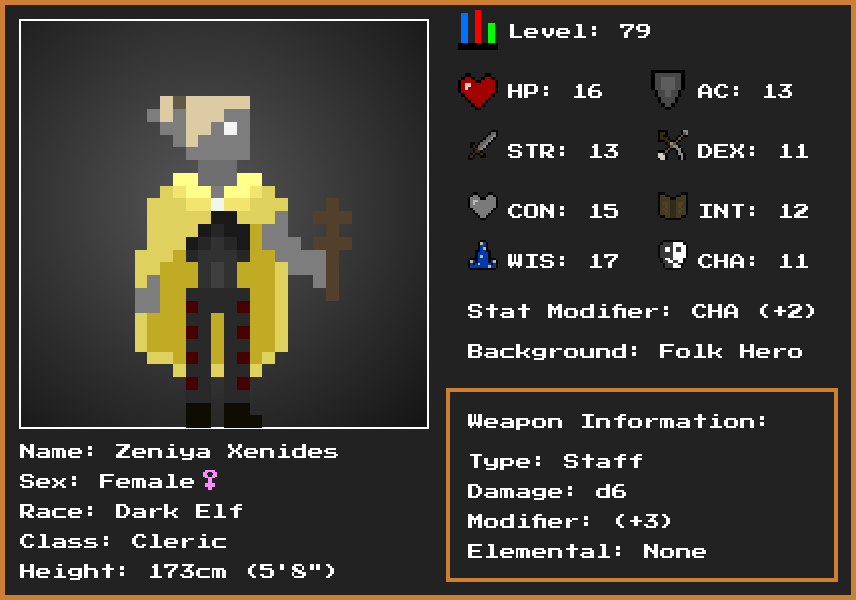 Level: 79
HP: 16 AC: 13
STR: 13 DEX: 11
CON: 15 INT: 12
WIS: 17 CHA: 11
Stat Modifier: CHA (+2)
Background: Folk Hero
Weapon Information:
Type: Staff
Damage: d6
Modifier: (+3)
Elemental: None
Name: Zeniya Xenides
Sex: Female♀
Race: Dark Elf
Class: Cleric
Height: 173cm (5'8")